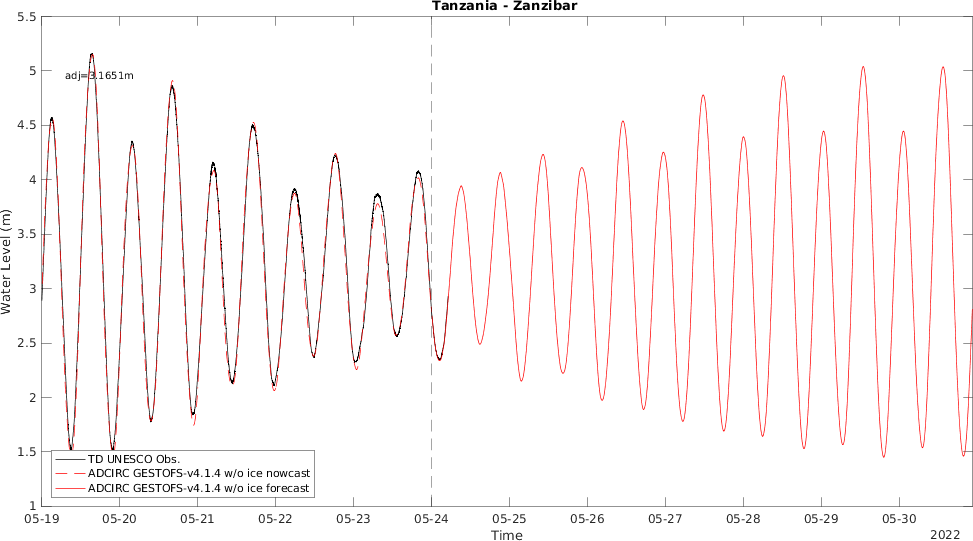 Tanzania - Zanzibar
5.5
5
4.5
4
3.5
3
2.5
2
1.5
1
Water Level (m)
adj=3.1651m
TD UNESCO Obs.
ADCIRC GESTOFS-v4.1.4 w/o ice nowcast
ADCIRC GESTOFS-v4.1.4 w/o ice forecast
05-19 05-20 05-21 05-22 05-23 05-24 05-25 05-26 05-27 05-28 05-29 05-30
Time
2022